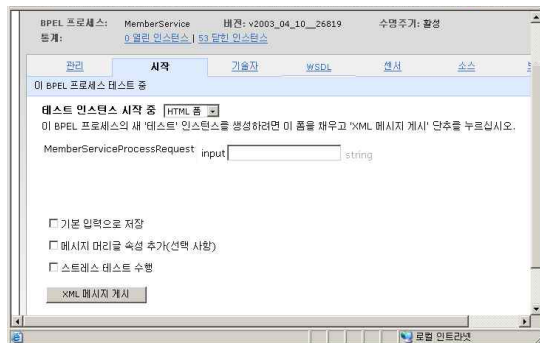 BPEL 프로세스: MemberService 버전: v2003_04_10__26819 수명주기: 활성
통계: 0 열린 인스턴스 | 53 닫힌 인스턴스
관리 시작 기술자 WSDL 센서 소스
이 BPEL 프로세스 테스트 중
테스트 인스턴스 시작 중 HTML 폼
이 BPEL 프로세스의 새 '테스트' 인스턴스를 생성하려면 이 폼을 채우고 'XML 메시지 게시' 단추를 누르십시오.
MemberServiceProcessRequest input string
기본 입력으로 저장
메시지 머리글 속성 추가(선택 사항)
스트레스 테스트 수행
XML 메시지 게시
로컬 인트라넷